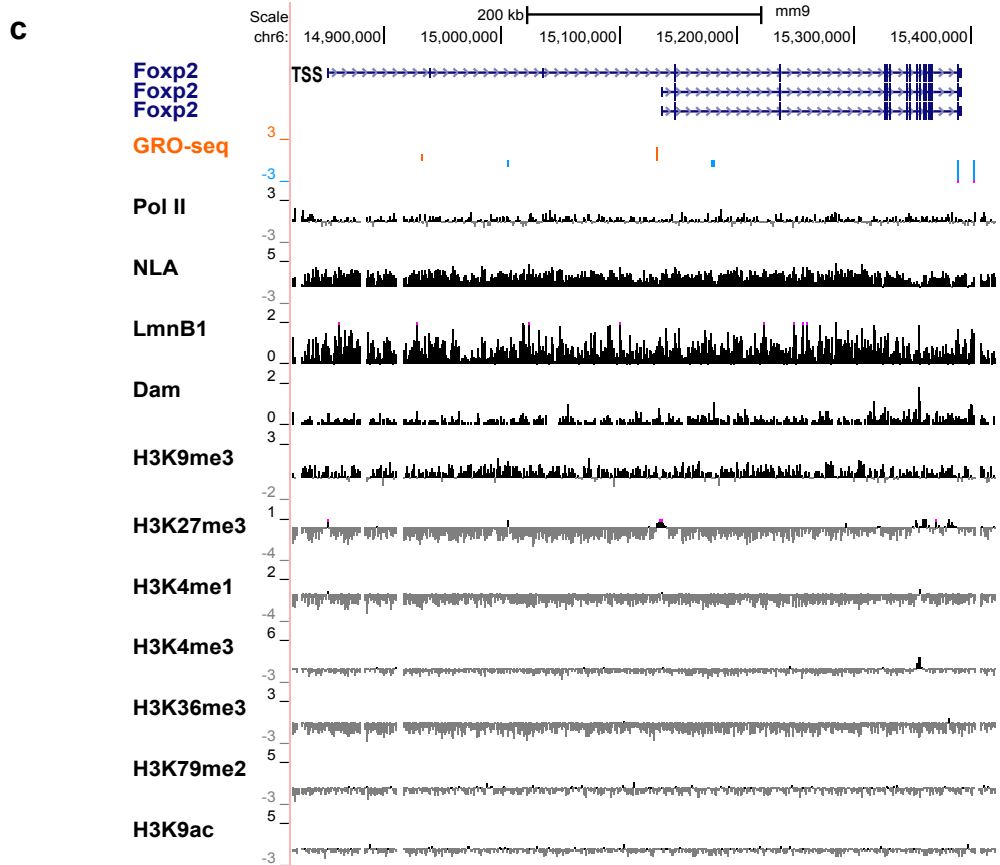 c
Scale 200 kb mm9
chr6: 14,900,000 15,000,000 15,100,000 15,200,000 15,300,000 15,400,000
Foxp2 TSS
Foxp2
Foxp2
GRO-seq 3
-3
Pol II 3
-3
NLA 5
-3
LmnB1 2
0
Dam 2
0
H3K9me3 3
-2
H3K27me3 1
-4
H3K4me1 2
-4
H3K4me3 6
-3
H3K36me3 3
-3
H3K79me2 5
-3
H3K9ac 5
-3